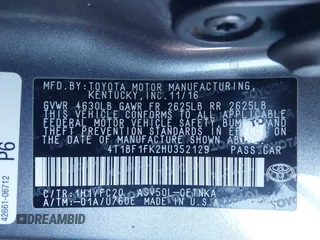 MFD. BY: TOYOTA MOTOR MANUFACTURING
KENTUCKY, INC. 11/16
GVWR 4630LB GAWR FR 2625LB RR 2625LB
THIS VEHICLE CONFORMS TO ALL APPLICABLE
FEDERAL MOTOR VEHICLE SAFETY, BUMPER,
AND THEFT PREVENTION STANDARDS IN EFFECT
ON THE DATE OF MANUFACTURE SHOWN ABOVE.
4T1BF1FK2HU352129 PASS.CAR
C/TR:1H1/FC20 ASV50L-CETNKA
A/TM:-01A/U760E MADE IN U.S.A.
TOYOTA
P6
42661-06712
DREAMBID